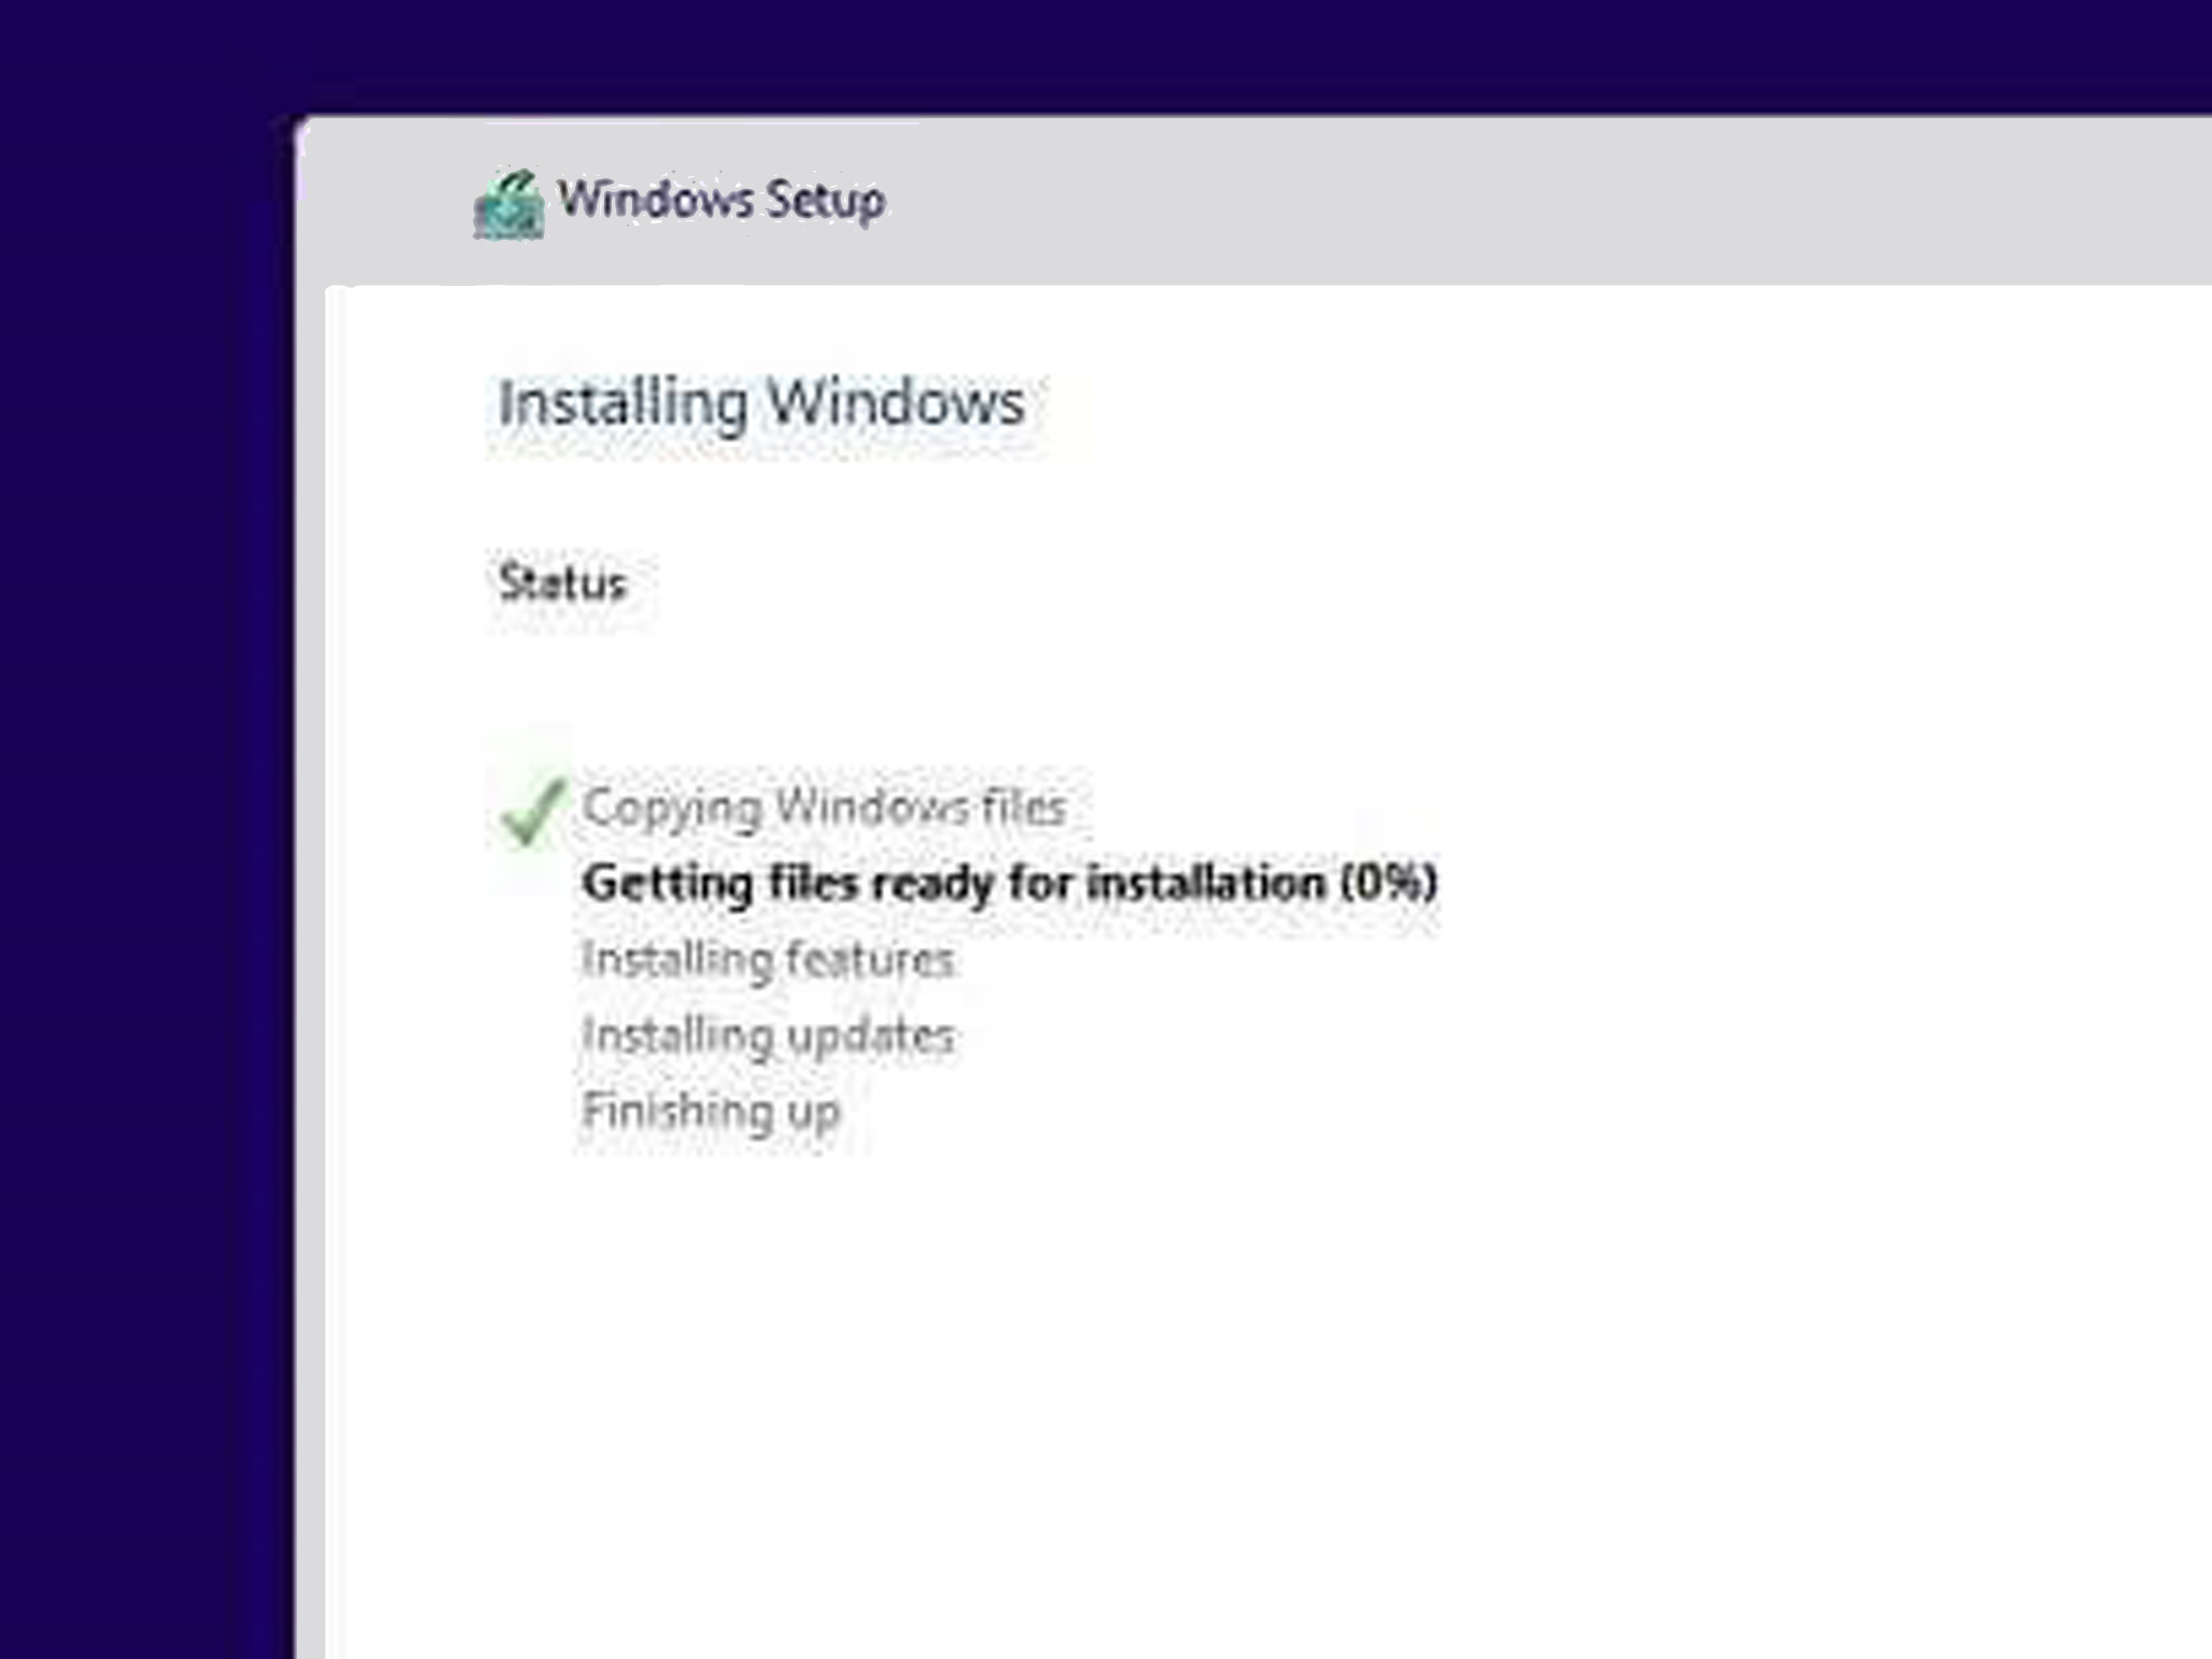 Windows Setup
Installing Windows
Status
Copying Windows files
Getting files ready for installation (0%)
Installing features
Installing updates
Finishing up